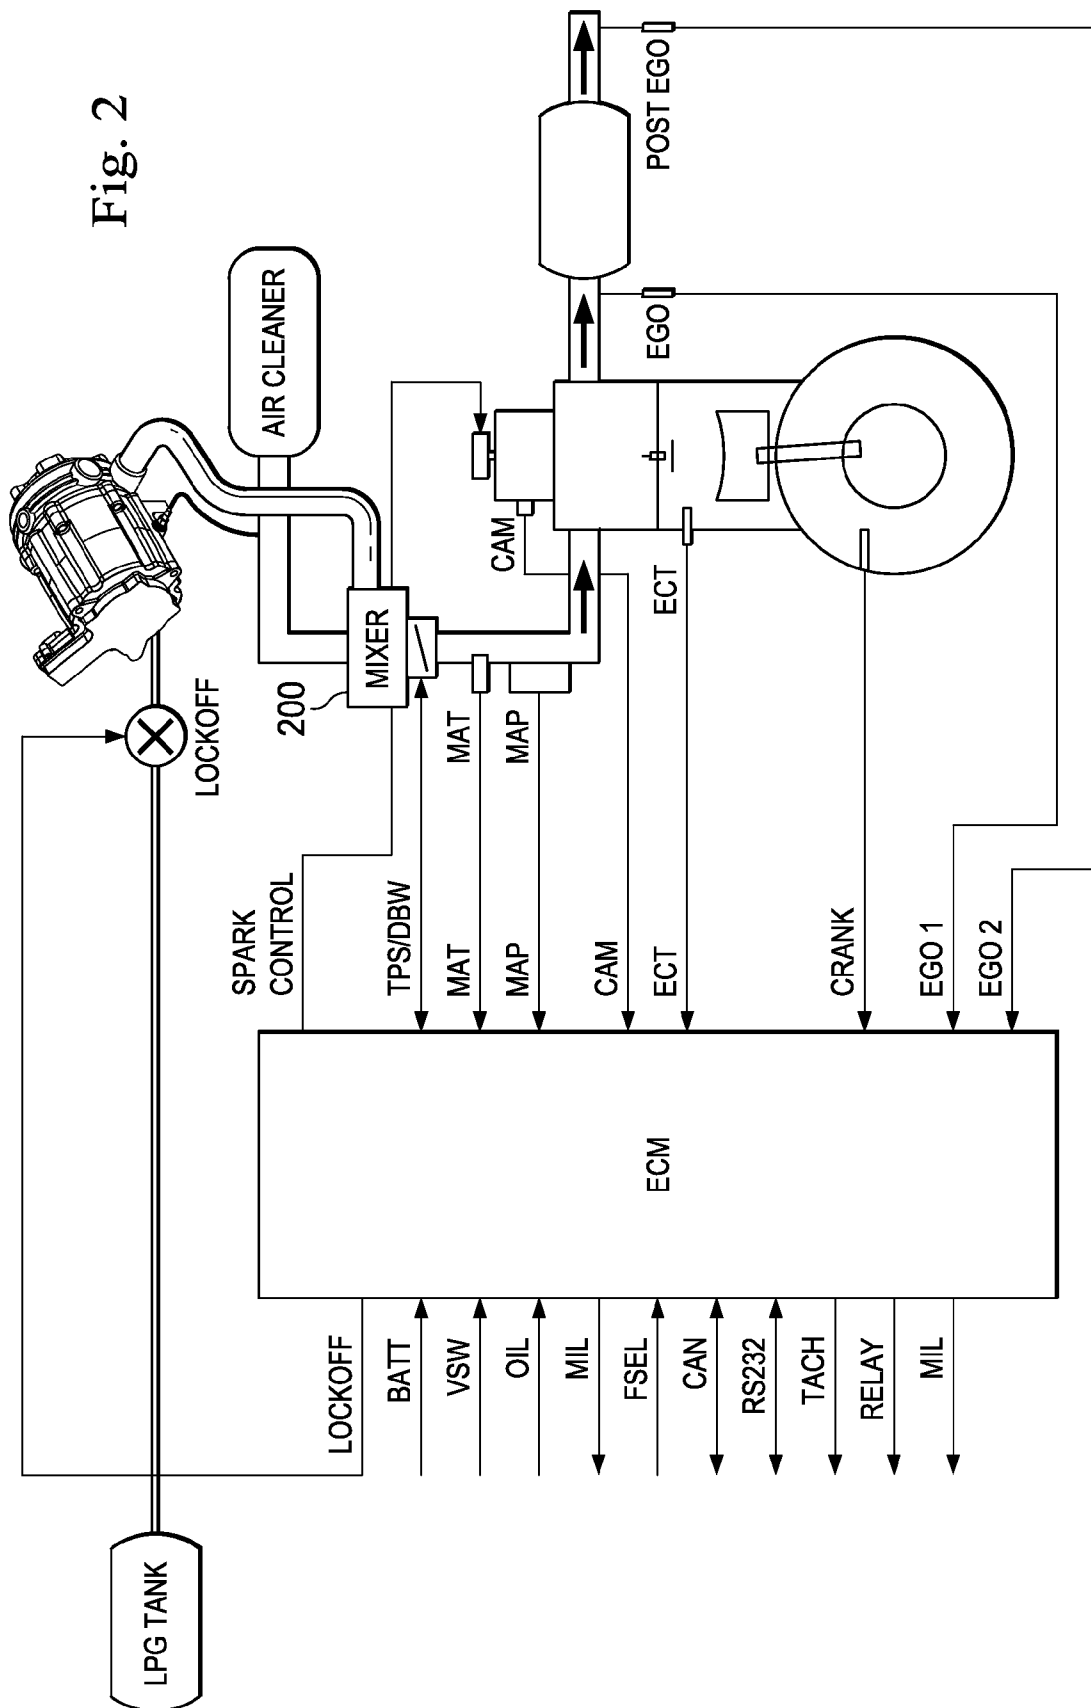 Fig. 2
LPG TANK
LOCKOFF
AIR CLEANER
200
MIXER
SPARK
CONTROL
TPS/DBW
MAT
MAT
MAP
MAP
CAM
CAM
ECT
ECT
CRANK
EGO 1
EGO 2
EGO
POST EGO
ECM
LOCKOFF
BATT
VSW
OIL
MIL
FSEL
CAN
RS232
TACH
RELAY
MIL